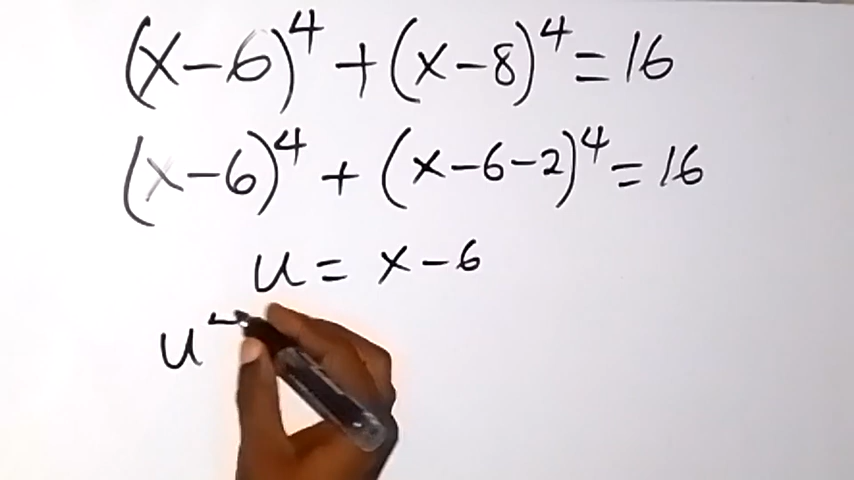 (x-6)⁴ + (x-8)⁴ = 16
(x-6)⁴ + (x-6-2)⁴ = 16
u = x-6
u